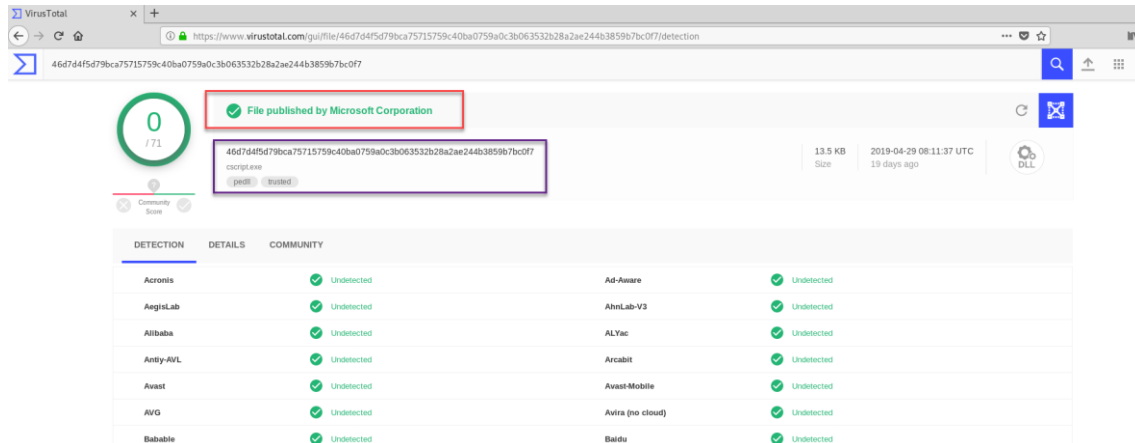 VirusTotal
https://www.virustotal.com/gui/file/46d7d4f5d79bca75715759c40ba0759a0c3b063532b28a2ae244b3859b7bc0f7/detection
46d7d4f5d79bca75715759c40ba0759a0c3b063532b28a2ae244b3859b7bc0f7
0
/ 71
File published by Microsoft Corporation
46d7d4f5d79bca75715759c40ba0759a0c3b063532b28a2ae244b3859b7bc0f7
cscript.exe
pedll trusted
13.5 KB
Size
2019-04-29 08:11:37 UTC
19 days ago
DLL
?
Community
Score
DETECTION DETAILS COMMUNITY
Acronis Undetected Ad-Aware Undetected
AegisLab Undetected AhnLab-V3 Undetected
Alibaba Undetected ALYac Undetected
Antiy-AVL Undetected Arcabit Undetected
Avast Undetected Avast-Mobile Undetected
AVG Undetected Avira (no cloud) Undetected
Babable Undetected Baidu Undetected